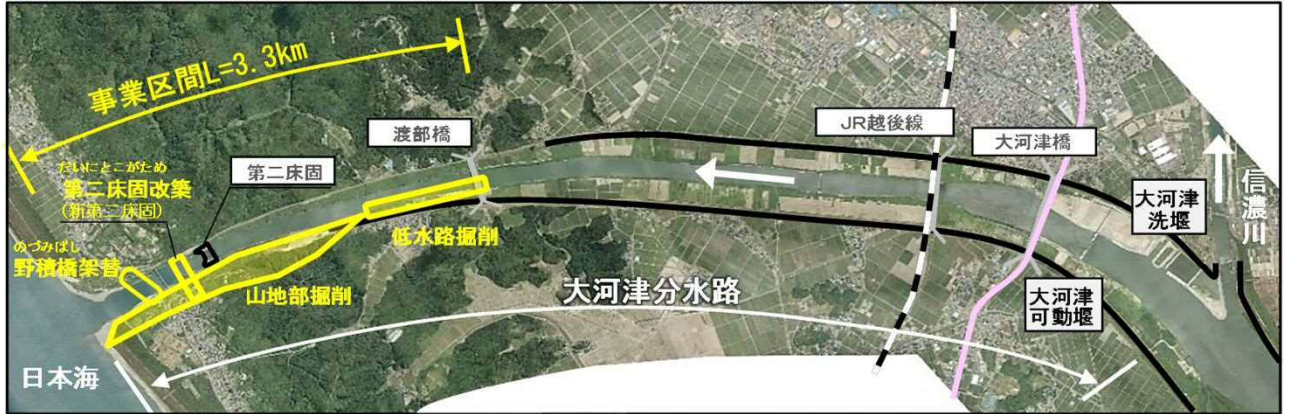 事業区間L=3.3km
渡部橋
JR越後線
大河津橋
だいにとこがため
第二床固改築
(新第二床固)
第二床固
大河津
洗堰
信濃川
のづみばし
野積橋架替
低水路掘削
山地部掘削
大河津分水路
大河津
可動堰
日本海